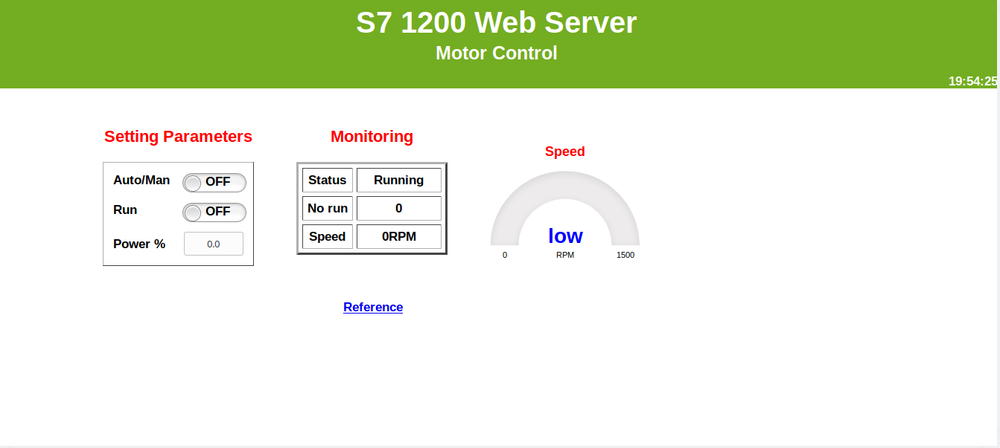 S7 1200 Web Server
Motor Control
19:54:25
Setting Parameters
Auto/Man OFF
Run OFF
Power % 0.0
Monitoring
Status Running
No run 0
Speed 0RPM
Speed
low
0 RPM 1500
Reference